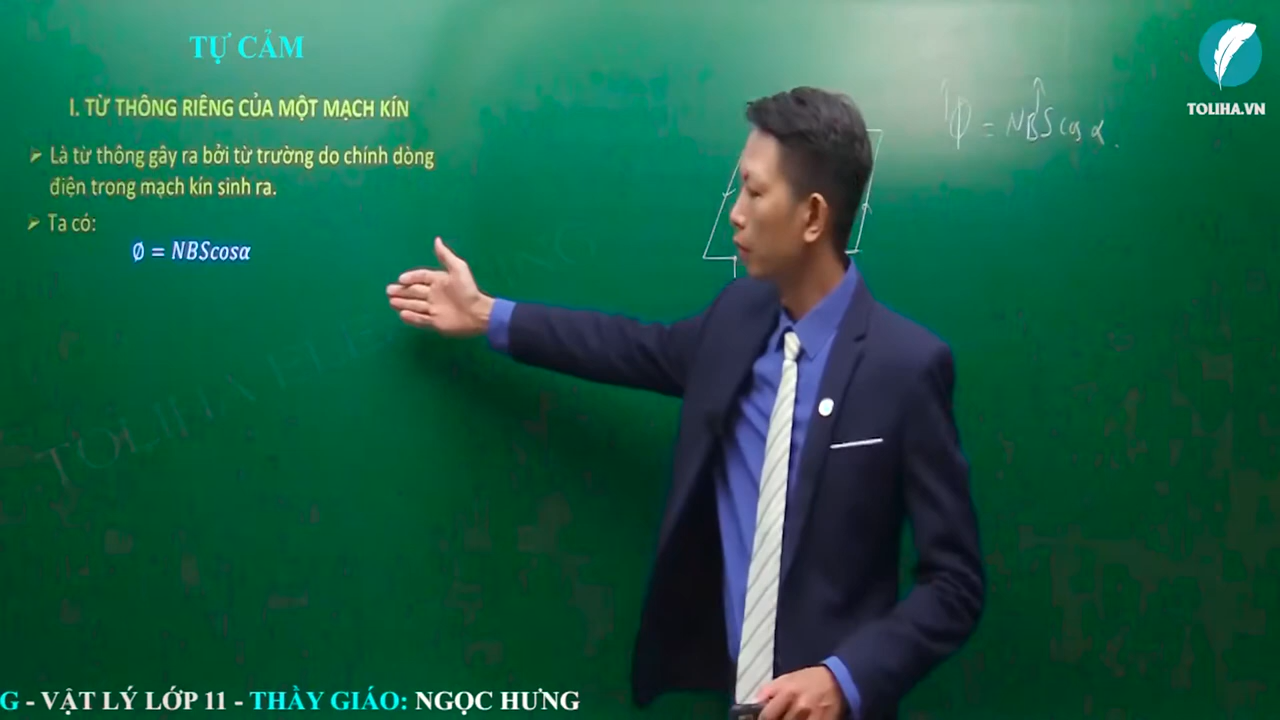 TỰ CẢM
I. TỪ THÔNG RIÊNG CỦA MỘT MẠCH KÍN
➢ Là từ thông gây ra bởi từ trường do chính dòng
điện trong mạch kín sinh ra.
➢ Ta có:
∅ = NBScosα
ϕ = NBS cos α.
TOLIHA.VN
G - VẬT LÝ LỚP 11 - THẦY GIÁO: NGỌC HƯNG